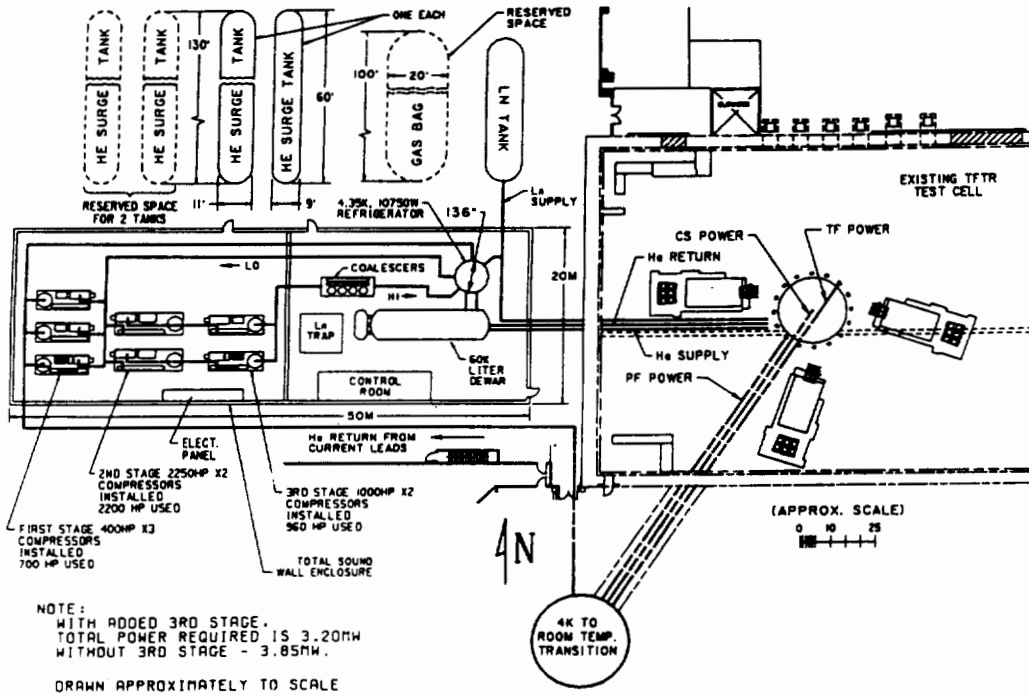 RESERVED
SPACE
ONE EACH
HE SURGE TANK
HE SURGE TANK
HE SURGE TANK
HE SURGE TANK
130'
60'
100'
20'
GAS BAG
LN TANK
RESERVED SPACE
FOR 2 TANKS
11'
9'
4.35K, 10750W
REFRIGERATOR
136"
Ln
SUPPLY
EXISTING TFTR
TEST CELL
CS POWER
TF POWER
He RETURN
LO
COALESCERS
HI
20M
Ln
TRAP
60K
LITER
DEWAR
He SUPPLY
PF POWER
CONTROL
ROOM
50M
ELECT.
PANEL
He RETURN FROM
CURRENT LEADS
2ND STAGE 2250HP X2
COMPRESSORS
INSTALLED
2200 HP USED
3RD STAGE 1000HP X2
COMPRESSORS
INSTALLED
960 HP USED
FIRST STAGE 400HP X3
COMPRESSORS
INSTALLED
700 HP USED
TOTAL SOUND
WALL ENCLOSURE
N
(APPROX. SCALE)
0 10 25
4K TO
ROOM TEMP.
TRANSITION
NOTE:
WITH ADDED 3RD STAGE.
TOTAL POWER REQUIRED IS 3.20MW
WITHOUT 3RD STAGE - 3.85MW.
DRAWN APPROXIMATELY TO SCALE